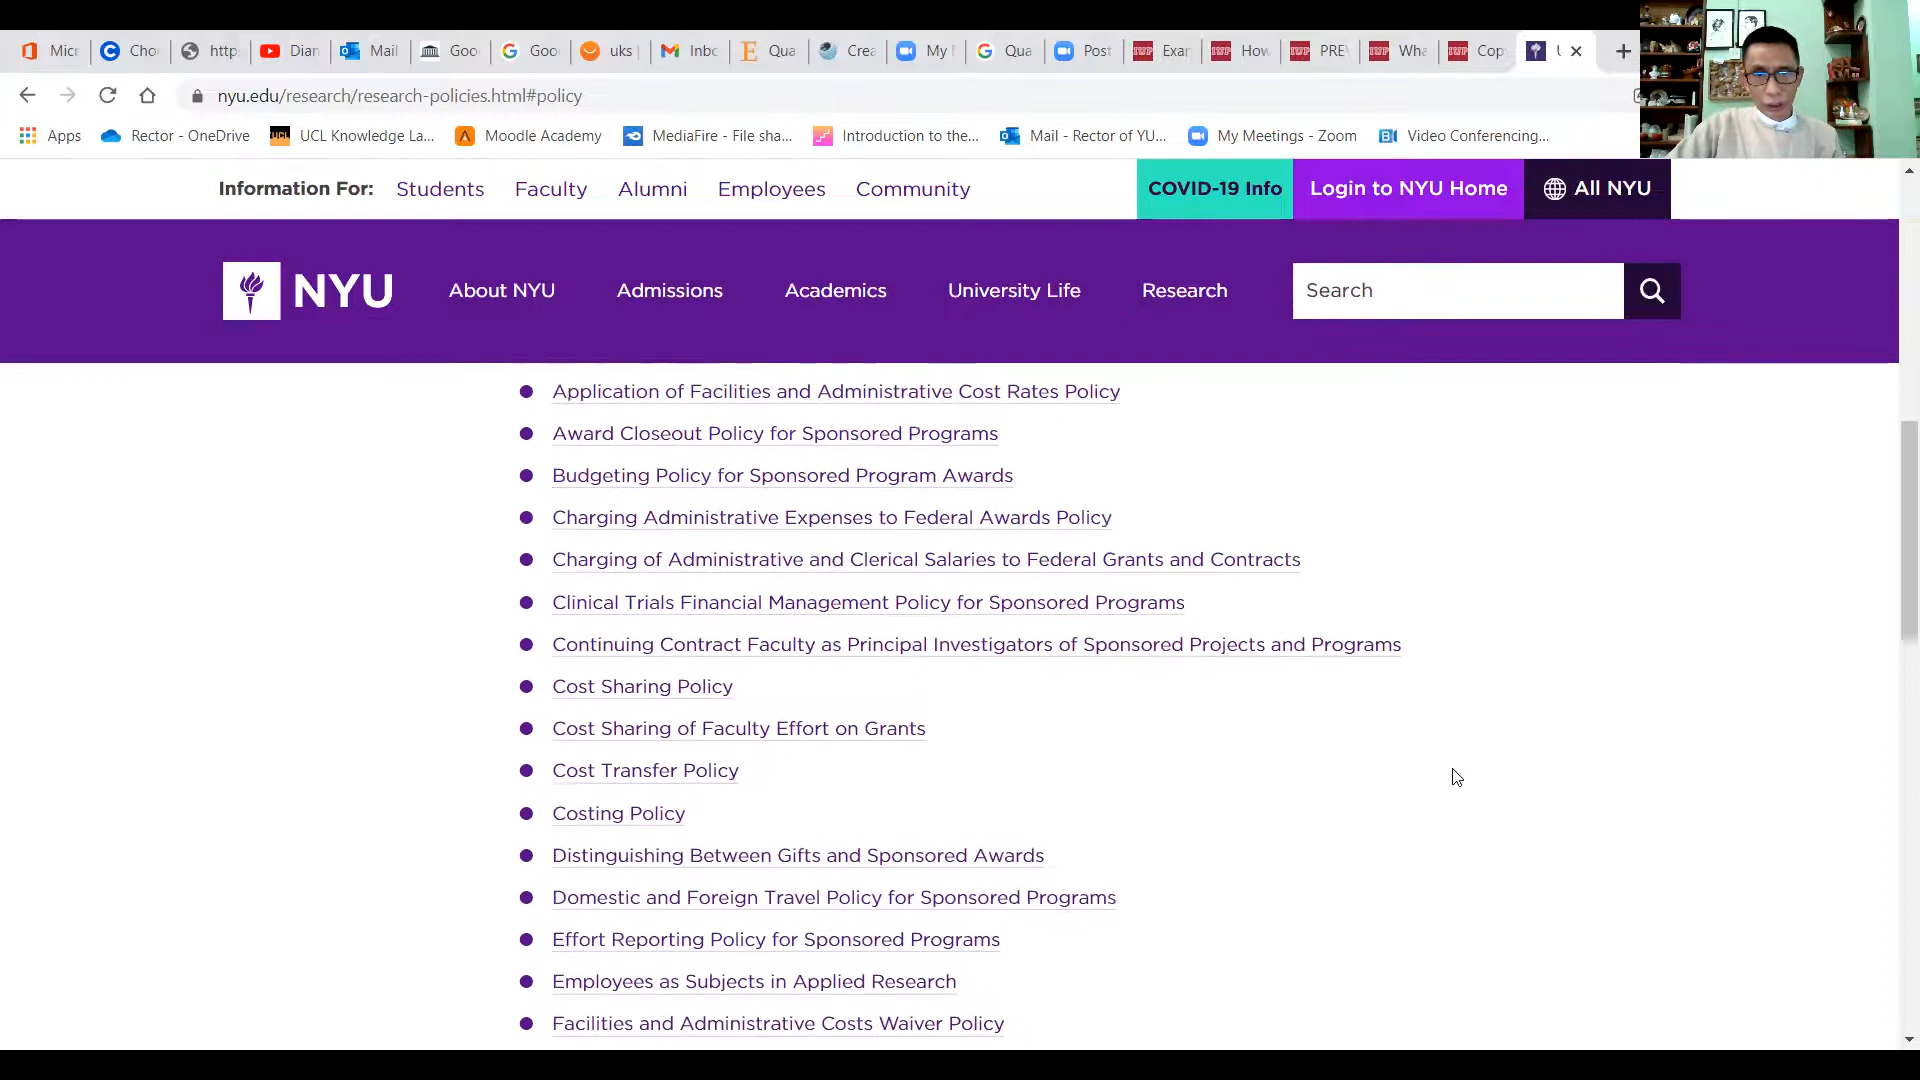 Micr
Cho
http
Dian
Mail
Goo
Goo
uks
Inbo
Qua
Crea
My
Qua
Post
Exar
How
PRE
Wha
Cop
nyu.edu/research/research-policies.html#policy
Apps
Rector - OneDrive
UCL Knowledge La...
Moodle Academy
MediaFire - File sha...
Introduction to the...
Mail - Rector of YU...
My Meetings - Zoom
Video Conferencing...
Information For: Students Faculty Alumni Employees Community
COVID-19 Info
Login to NYU Home
All NYU
NYU
About NYU
Admissions
Academics
University Life
Research
Search
Application of Facilities and Administrative Cost Rates Policy
Award Closeout Policy for Sponsored Programs
Budgeting Policy for Sponsored Program Awards
Charging Administrative Expenses to Federal Awards Policy
Charging of Administrative and Clerical Salaries to Federal Grants and Contracts
Clinical Trials Financial Management Policy for Sponsored Programs
Continuing Contract Faculty as Principal Investigators of Sponsored Projects and Programs
Cost Sharing Policy
Cost Sharing of Faculty Effort on Grants
Cost Transfer Policy
Costing Policy
Distinguishing Between Gifts and Sponsored Awards
Domestic and Foreign Travel Policy for Sponsored Programs
Effort Reporting Policy for Sponsored Programs
Employees as Subjects in Applied Research
Facilities and Administrative Costs Waiver Policy